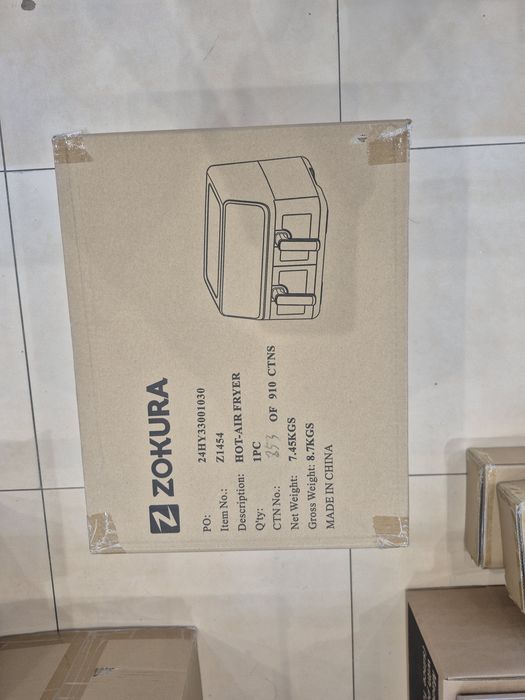 ZOKURA
PO: 24HY33001030
Item No.: Z1454
Description: HOT-AIR FRYER
Q'ty: 1PC
CTN No.: 253 OF 910 CTNS
Net Weight: 7.45KGS
Gross Weight: 8.7KGS
MADE IN CHINA